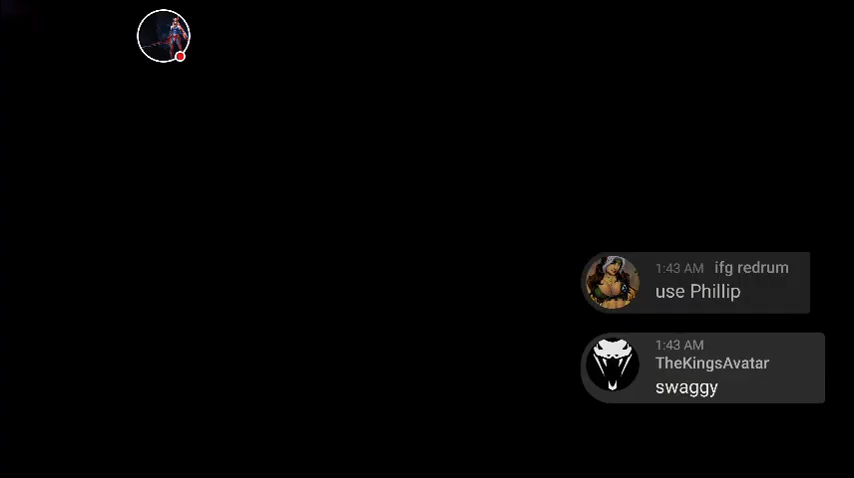 1:43 AM ifg redrum
use Phillip
1:43 AM
TheKingsAvatar
swaggy